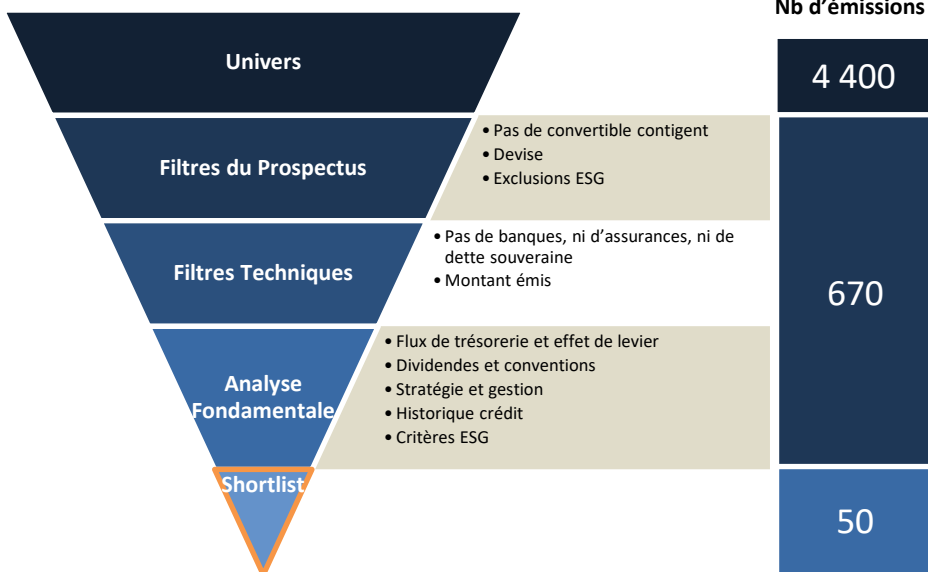 Nb d'émissions
Univers
4 400
Filtres du Prospectus
• Pas de convertible contigent
• Devise
• Exclusions ESG
Filtres Techniques
• Pas de banques, ni d'assurances, ni de
dette souveraine
• Montant émis
670
Analyse
Fondamentale
• Flux de trésorerie et effet de levier
• Dividendes et conventions
• Stratégie et gestion
• Historique crédit
• Critères ESG
Shortlist
50